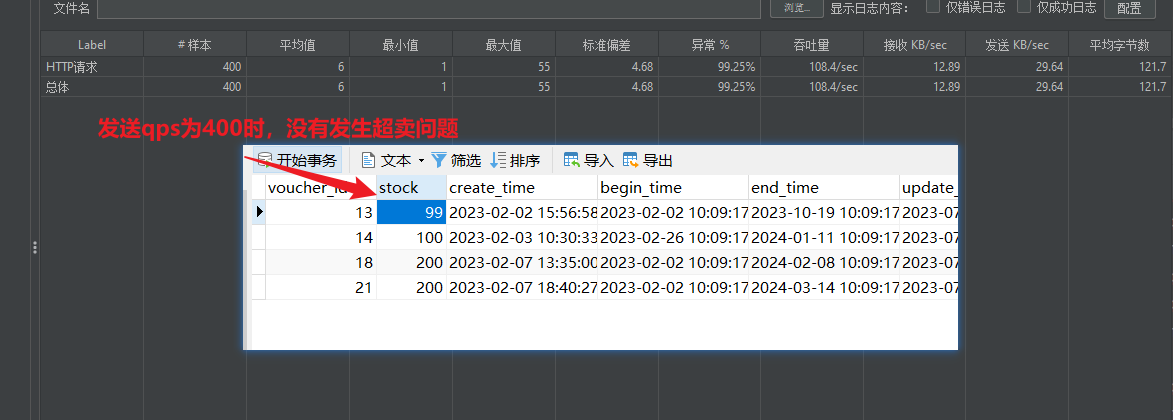 文件名 浏览... 显示日志内容： 仅错误日志 仅成功日志 配置
Label # 样本 平均值 最小值 最大值 标准偏差 异常 % 吞吐量 接收 KB/sec 发送 KB/sec 平均字节数
HTTP请求 400 6 1 55 4.68 99.25% 108.4/sec 12.89 29.64 121.7
总体 400 6 1 55 4.68 99.25% 108.4/sec 12.89 29.64 121.7
发送qps为400时，没有发生超卖问题
开始事务 文本 筛选 排序 导入 导出
voucher_id stock create_time begin_time end_time update_
13 99 2023-02-02 15:56:58 2023-02-02 10:09:17 2023-10-19 10:09:17 2023-07
14 100 2023-02-03 10:30:33 2023-02-26 10:09:17 2024-01-11 10:09:17 2023-07
18 200 2023-02-07 13:35:00 2023-02-02 10:09:17 2024-02-08 10:09:17 2023-07
21 200 2023-02-07 18:40:27 2023-02-02 10:09:17 2024-03-14 10:09:17 2023-07